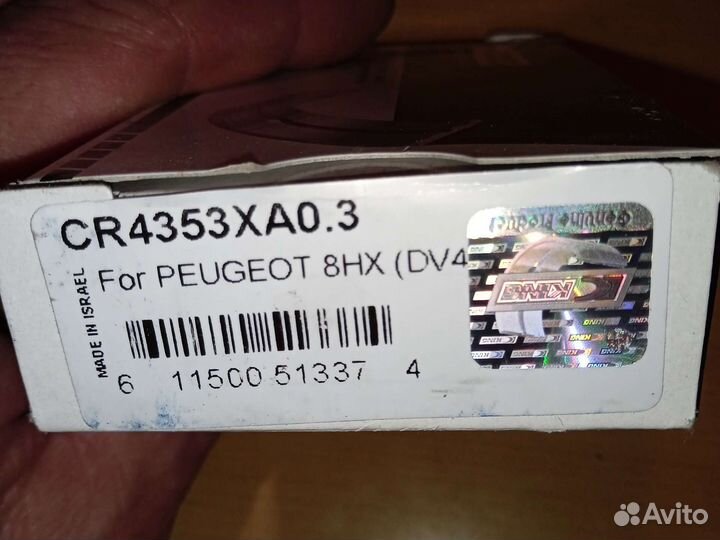 CR4353XA0.3
For PEUGEOT 8HX (DV4
MADE IN ISRAEL
6 11500 51337 4
Genuine Product
KING
Avito